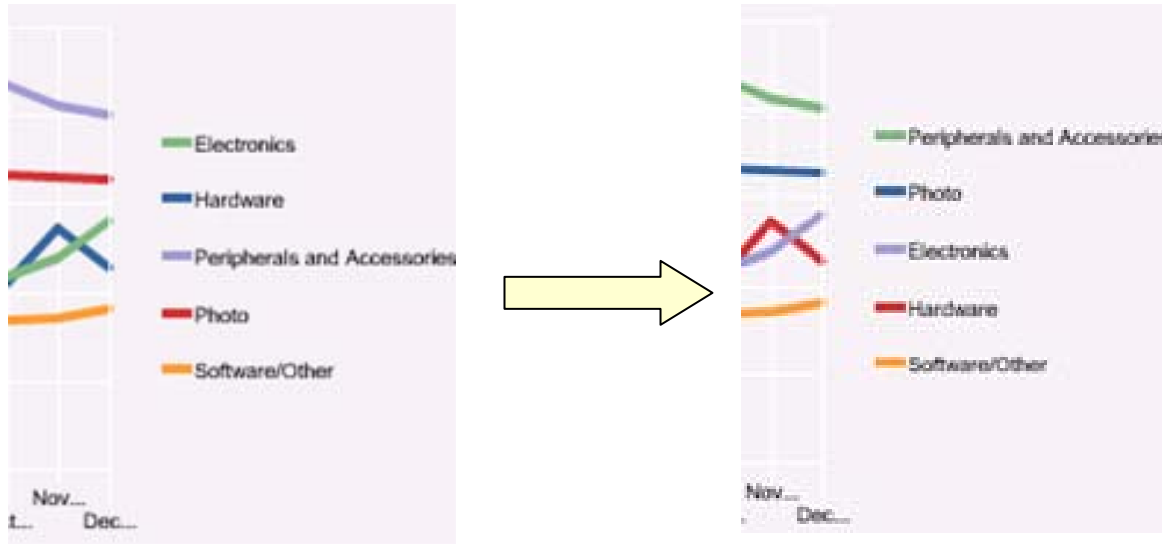 Electronics
Hardware
Peripherals and Accessories
Photo
Software/Other
Nov...
t...
Dec...
Peripherals and Accessories
Photo
Electronics
Hardware
Software/Other
Nov...
Dec...